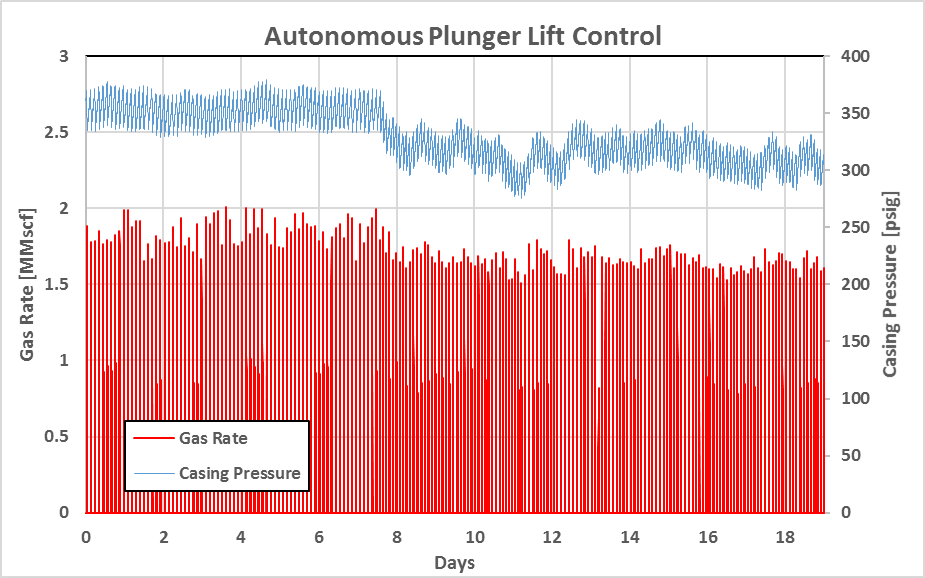 Autonomous Plunger Lift Control
3
2.5
2
1.5
1
0.5
0
Gas Rate [MMscf]
400
350
300
250
200
150
100
50
0
Casing Pressure [psig]
Gas Rate
Casing Pressure
0 2 4 6 8 10 12 14 16 18
Days